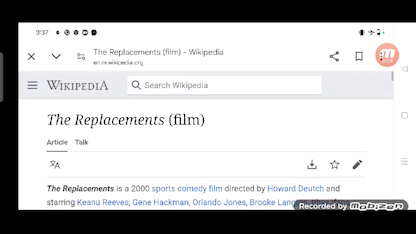 3:37
The Replacements (film) - Wikipedia
en.m.wikipedia.org
WIKIPEDIA
Search Wikipedia
The Replacements (film)
Article Talk
The Replacements is a 2000 sports comedy film directed by Howard Deutch and
starring Keanu Reeves, Gene Hackman, Orlando Jones, Brooke
Recorded by Mobizen